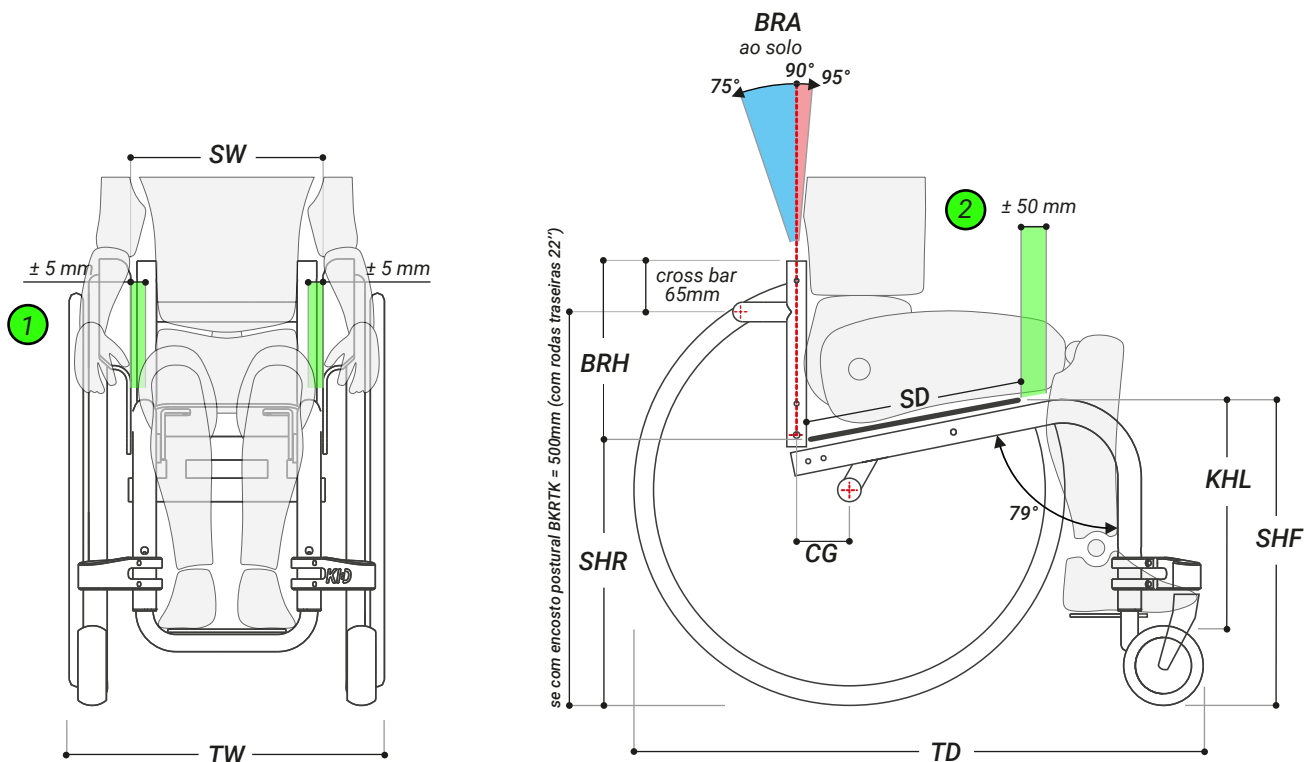 SW
± 5 mm
± 5 mm
1
KID
TW
BRA
ao solo
75°
90°
95°
2
± 50 mm
cross bar
65mm
BRH
SD
se com encosto postural BKRTK = 500mm (com rodas traseiras 22’’)
SHR
CG
79°
KHL
SHF
TD